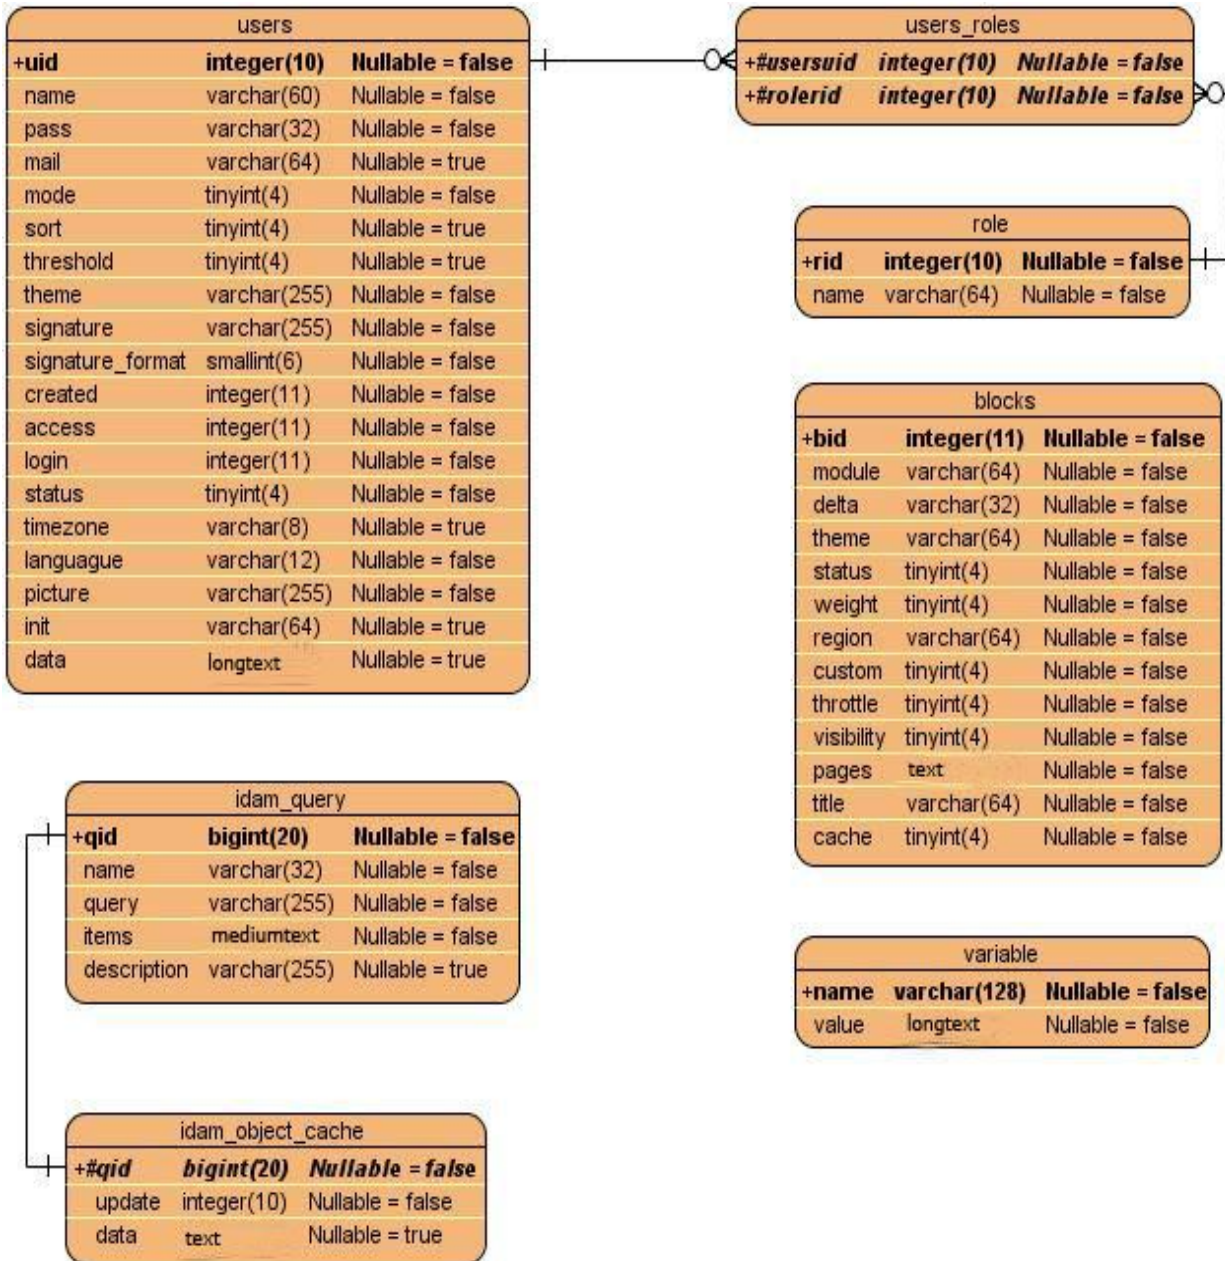 users
+uid integer(10) Nullable = false
name varchar(60) Nullable = false
pass varchar(32) Nullable = false
mail varchar(64) Nullable = true
mode tinyint(4) Nullable = false
sort tinyint(4) Nullable = true
threshold tinyint(4) Nullable = true
theme varchar(255) Nullable = false
signature varchar(255) Nullable = false
signature_format smallint(6) Nullable = false
created integer(11) Nullable = false
access integer(11) Nullable = false
login integer(11) Nullable = false
status tinyint(4) Nullable = false
timezone varchar(8) Nullable = true
languague varchar(12) Nullable = false
picture varchar(255) Nullable = false
init varchar(64) Nullable = true
data longtext Nullable = true
users_roles
+#usersuid integer(10) Nullable = false
+#rolerid integer(10) Nullable = false
role
+rid integer(10) Nullable = false
name varchar(64) Nullable = false
blocks
+bid integer(11) Nullable = false
module varchar(64) Nullable = false
delta varchar(32) Nullable = false
theme varchar(64) Nullable = false
status tinyint(4) Nullable = false
weight tinyint(4) Nullable = false
region varchar(64) Nullable = false
custom tinyint(4) Nullable = false
throttle tinyint(4) Nullable = false
visibility tinyint(4) Nullable = false
pages text Nullable = false
title varchar(64) Nullable = false
cache tinyint(4) Nullable = false
idam_query
+qid bigint(20) Nullable = false
name varchar(32) Nullable = false
query varchar(255) Nullable = false
items mediumtext Nullable = false
description varchar(255) Nullable = true
variable
+name varchar(128) Nullable = false
value longtext Nullable = false
idam_object_cache
+#qid bigint(20) Nullable = false
update integer(10) Nullable = false
data text Nullable = true